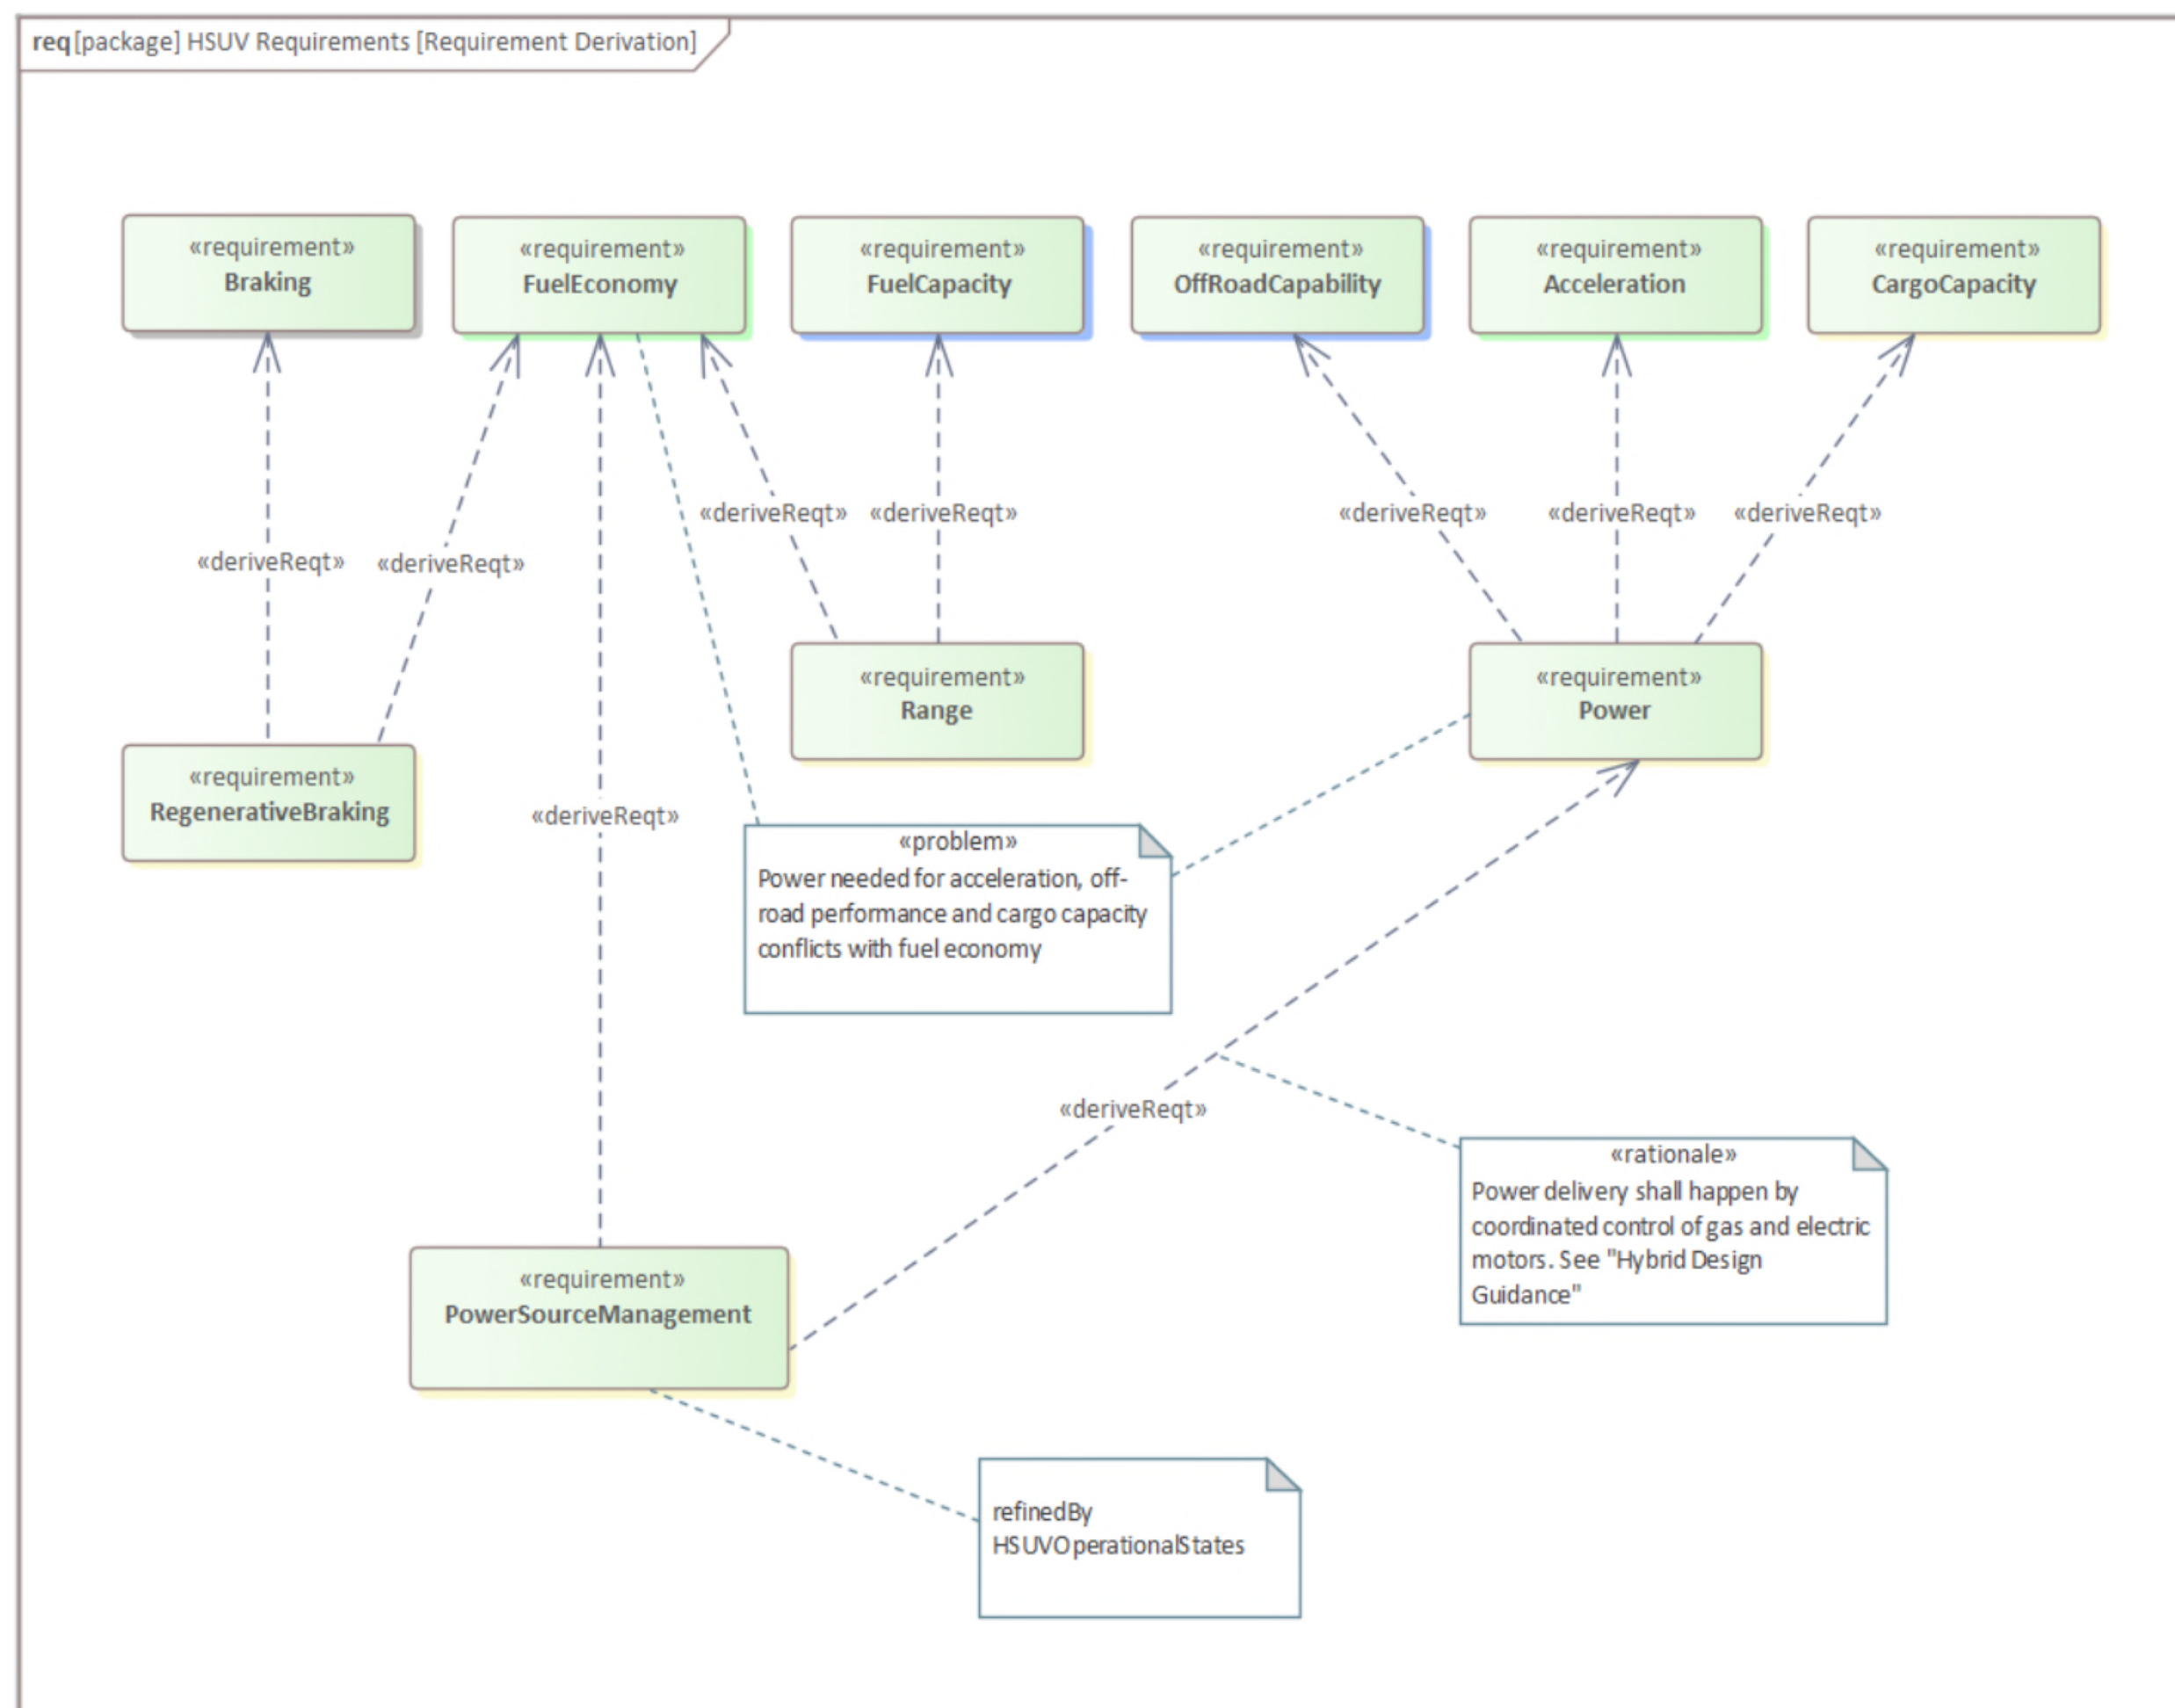 req [package] HSUV Requirements [Requirement Derivation]
«requirement»
Braking
«requirement»
FuelEconomy
«requirement»
FuelCapacity
«requirement»
OffRoadCapability
«requirement»
Acceleration
«requirement»
CargoCapacity
«deriveReqt»
«deriveReqt»
«deriveReqt»
«deriveReqt»
«deriveReqt»
«deriveReqt»
«deriveReqt»
«requirement»
Range
«requirement»
Power
«requirement»
RegenerativeBraking
«deriveReqt»
«problem»
Power needed for acceleration, off-
road performance and cargo capacity
conflicts with fuel economy
«deriveReqt»
«rationale»
Power delivery shall happen by
coordinated control of gas and electric
motors. See "Hybrid Design
Guidance"
«requirement»
PowerSourceManagement
refinedBy
HSUVOperationalStates